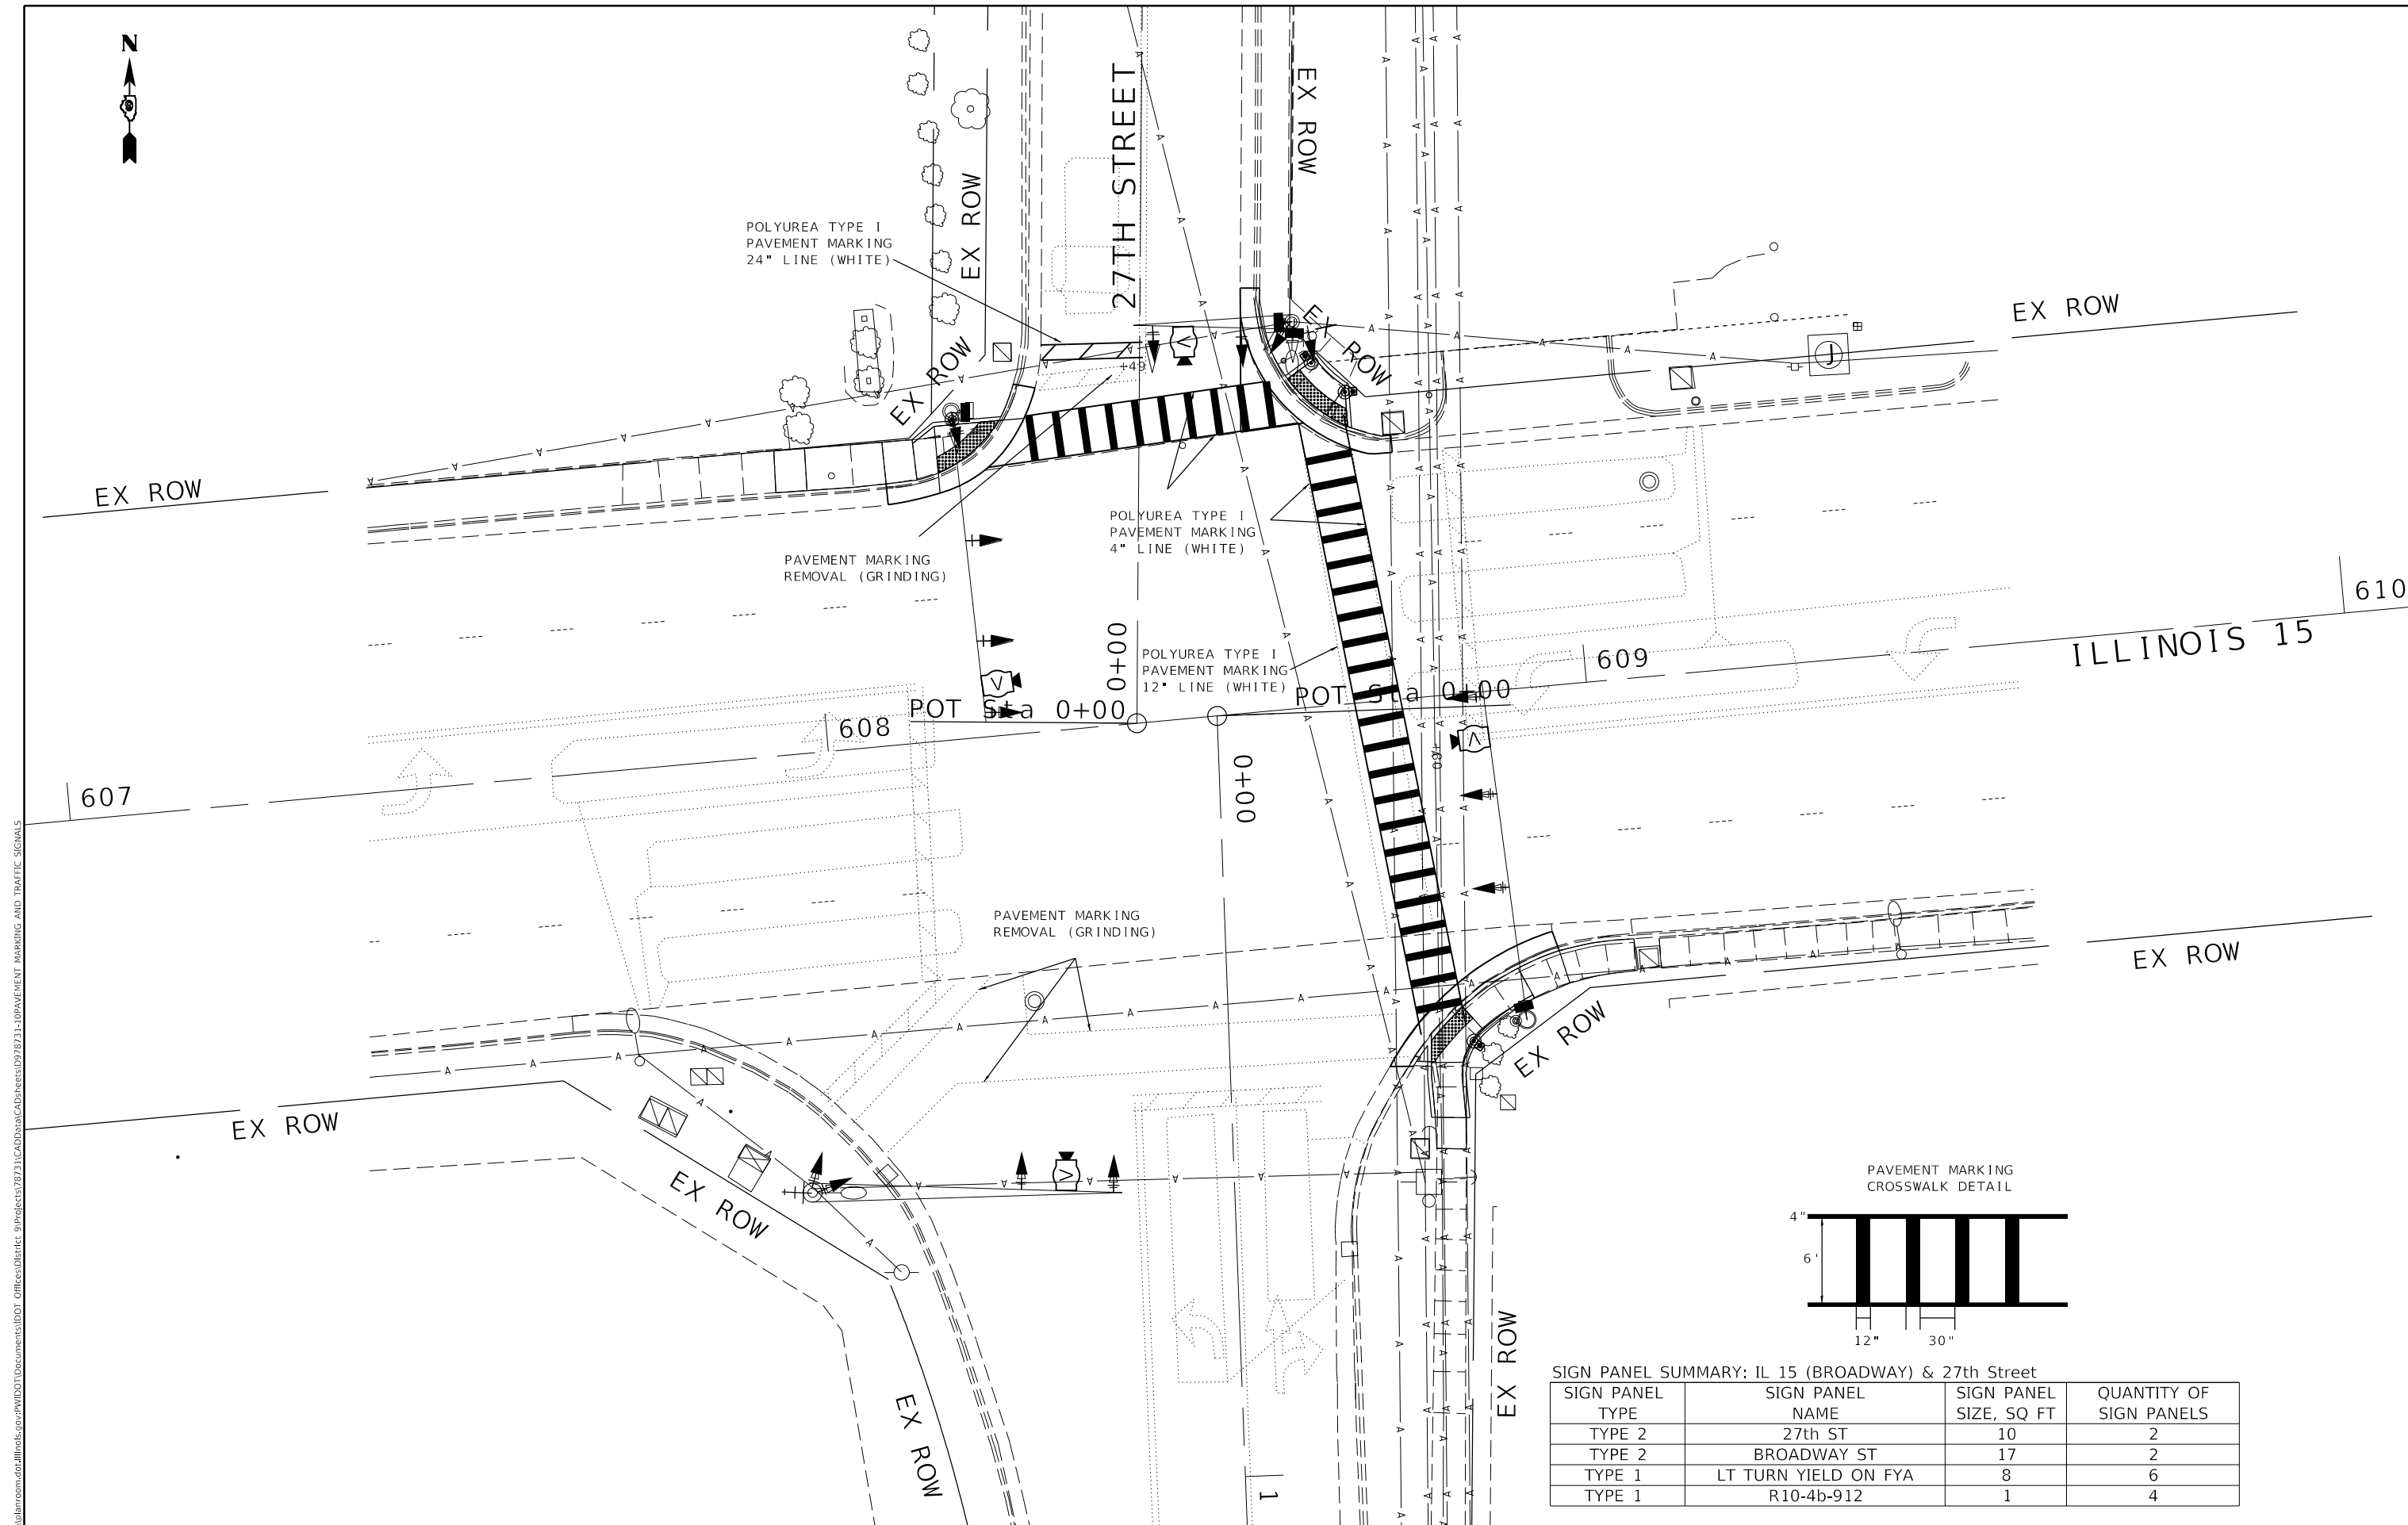 N
27TH STREET
EX ROW
EX ROW
POLYUREA TYPE I
PAVEMENT MARKING
24" LINE (WHITE)
EX ROW
EX ROW
EX ROW
EX ROW
+49
J
V
PAVEMENT MARKING
REMOVAL (GRINDING)
POLYUREA TYPE I
PAVEMENT MARKING
4" LINE (WHITE)
POLYUREA TYPE I
PAVEMENT MARKING
12" LINE (WHITE)
0+00
610
609
ILLINOIS 15
V
POT Sta 0+00
POT Sta 0+00
608
607
V
+60
0+00
PAVEMENT MARKING
REMOVAL (GRINDING)
EX ROW
EX ROW
EX ROW
EX ROW
V
EX ROW
EX ROW
1
PAVEMENT MARKING
CROSSWALK DETAIL
4"
6'
12"
30"
SIGN PANEL SUMMARY: IL 15 (BROADWAY) & 27th Street
SIGN PANEL TYPE SIGN PANEL NAME SIGN PANEL SIZE, SQ FT QUANTITY OF SIGN PANELS
TYPE 2 27th ST 10 2
TYPE 2 BROADWAY ST 17 2
TYPE 1 LT TURN YIELD ON FYA 8 6
TYPE 1 R10-4b-912 1 4